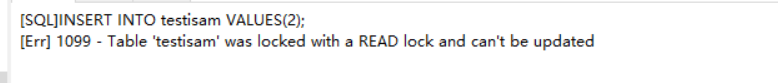 [SQL]INSERT INTO testisam VALUES(2);
[Err] 1099 - Table 'testisam' was locked with a READ lock and can't be updated